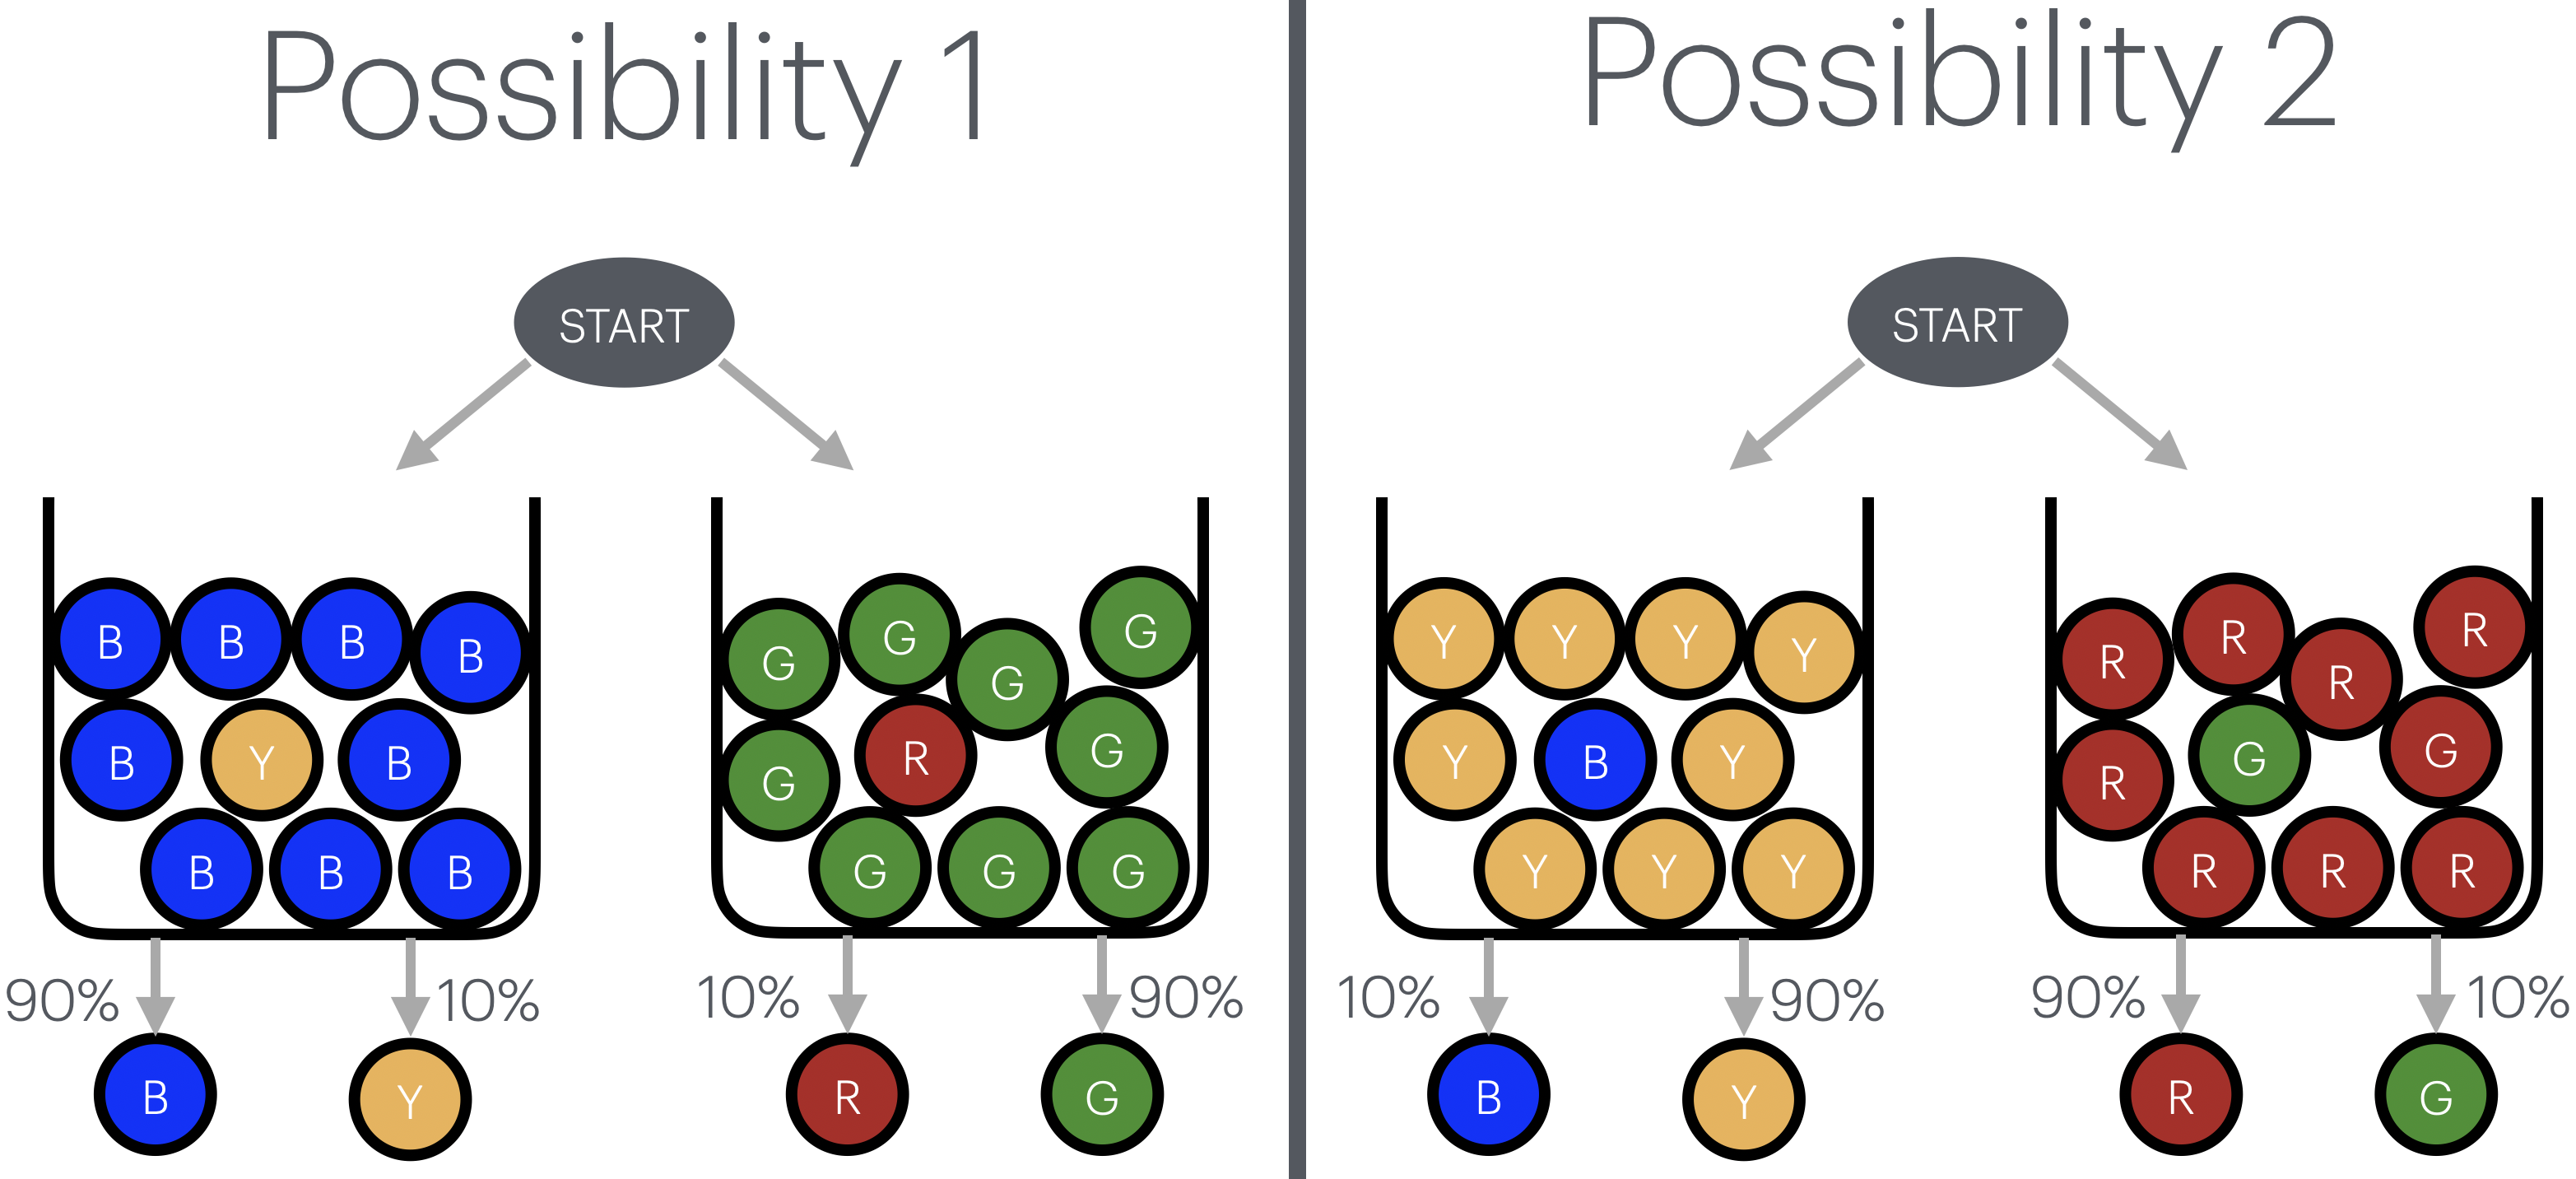 Possibility 1
START
B B B B
B Y B
B B B
90% 10%
B Y
G G G G
G R G
G G G
10% 90%
R G
Possibility 2
START
Y Y Y Y
Y B Y
Y Y Y
10% 90%
B Y
R R R R
R G G
R R R
90% 10%
R G